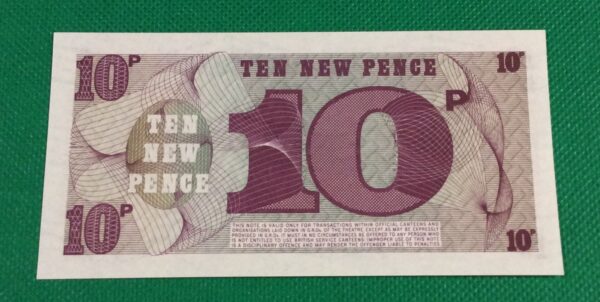 10P
TEN NEW PENCE
10P
TEN
NEW
PENCE
10P
THIS NOTE IS VALID ONLY FOR TRANSACTIONS WITHIN OFFICIAL CANTEENS AND
ORGANISATIONS LAID DOWN IN G.R.Os. OF THE THEATRE EXCEPT AS MAY BE EXPRESSLY
PROVIDED IN G.R.Os. IT MUST IN NO CIRCUMSTANCES BE OFFERED TO ANY PERSON WHO
IS NOT ENTITLED TO USE BRITISH SERVICE CANTEENS: IMPROPER USE OF THIS NOTE
IS A DISCIPLINARY OFFENCE AND MAY RENDER THE OFFENDER LIABLE TO PENALTIES
10P
10P